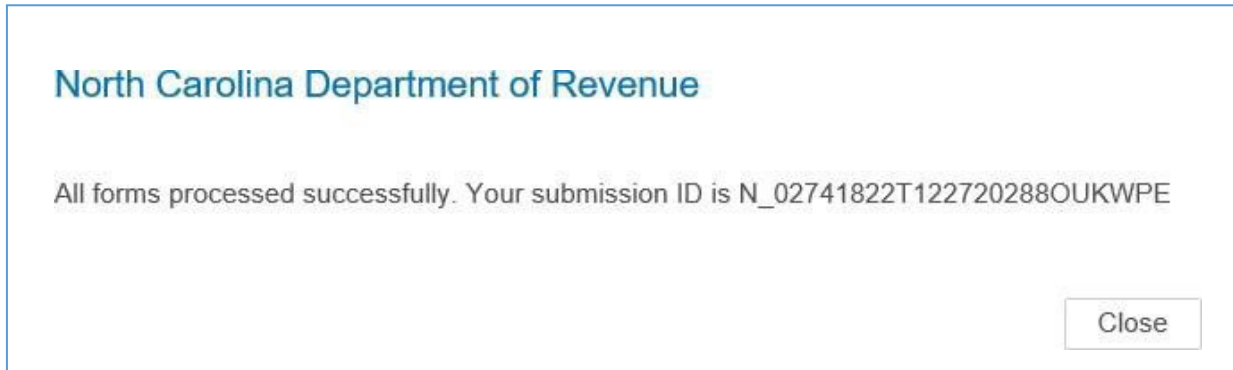 North Carolina Department of Revenue
All forms processed successfully. Your submission ID is N_02741822T122720288OUKWPE
Close